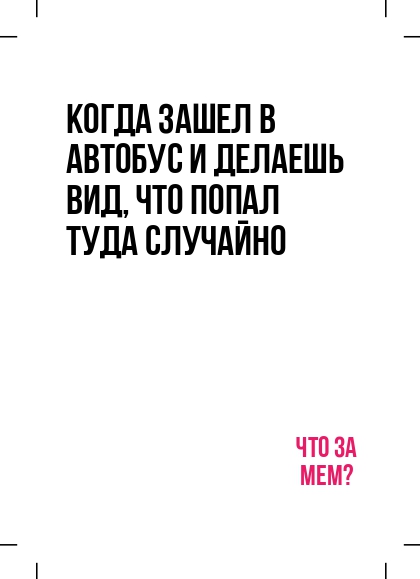 КОГДА ЗАШЕЛ В
АВТОБУС И ДЕЛАЕШЬ
ВИД, ЧТО ПОПАЛ
ТУДА СЛУЧАЙНО
ЧТО ЗА
МЕМ?